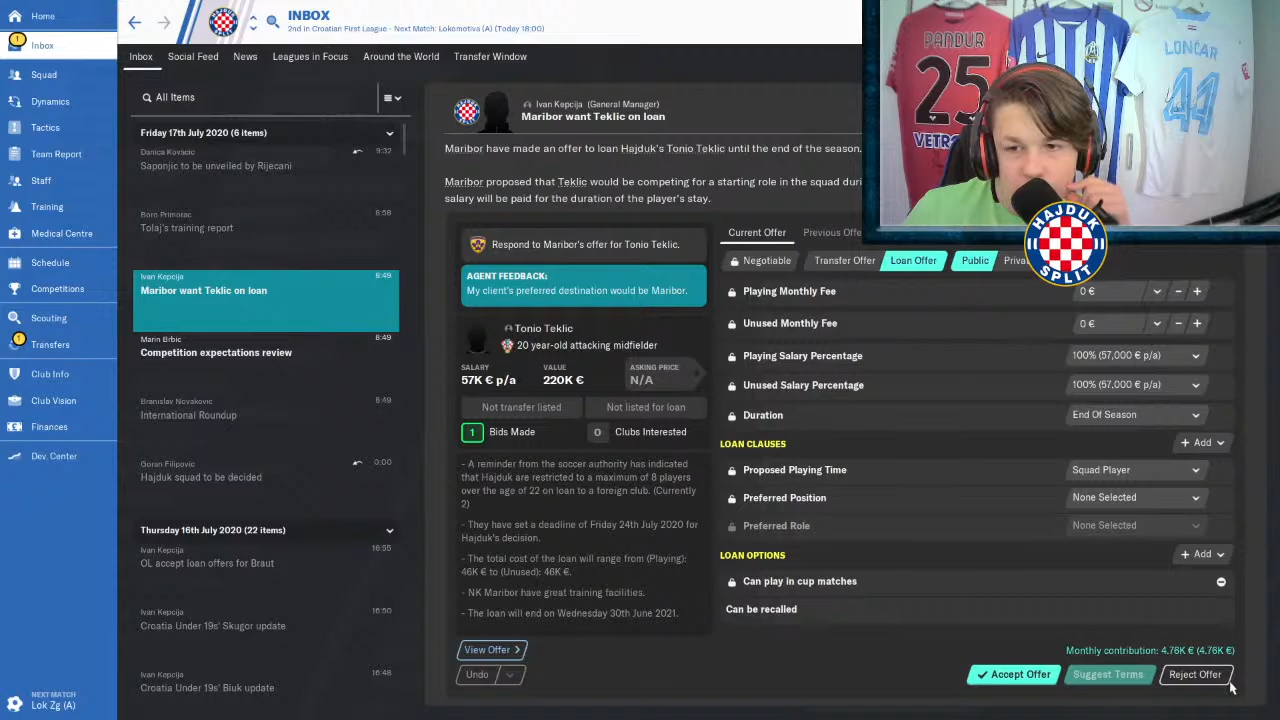 Home
INBOX
2nd in Croatian First League - Next Match: Lokomotiva (A) (Today 18:00)
1
Inbox
Squad
Dynamics
Tactics
Team Report
Staff
Training
Medical Centre
Schedule
Competitions
Scouting
1
Transfers
Club Info
Club Vision
Finances
Dev. Center
NEXT MATCH
Lok Zg (A)
Inbox Social Feed News Leagues in Focus Around the World Transfer Window
All Items
Friday 17th July 2020 (6 items)
Danica Kovacic 9:32
Saponjic to be unveiled by Rijecani
Boro Primorac 8:58
Tolaj's training report
Ivan Kepcija 8:49
Maribor want Teklic on loan
Marin Brbic 8:49
Competition expectations review
Branislav Novakovic 8:49
International Roundup
Goran Filipovic 0:00
Hajduk squad to be decided
Thursday 16th July 2020 (22 items)
Ivan Kepcija 16:55
OL accept loan offers for Braut
Ivan Kepcija 16:50
Croatia Under 19s' Skugor update
Ivan Kepcija 16:48
Croatia Under 19s' Biuk update
Ivan Kepcija (General Manager)
Maribor want Teklic on loan
Maribor have made an offer to loan Hajduk's Tonio Teklic until the end of the season.
Maribor proposed that Teklic would be competing for a starting role in the squad duri
salary will be paid for the duration of the player's stay.
Respond to Maribor's offer for Tonio Teklic.
AGENT FEEDBACK:
My client's preferred destination would be Maribor.
Tonio Teklic
20 year-old attacking midfielder
SALARY VALUE ASKING PRICE
57K € p/a 220K € N/A
Not transfer listed Not listed for loan
1 Bids Made 0 Clubs Interested
- A reminder from the soccer authority has indicated
that Hajduk are restricted to a maximum of 8 players
over the age of 22 on loan to a foreign club. (Currently
2)
- They have set a deadline of Friday 24th July 2020 for
Hajduk's decision.
- The total cost of the loan will range from (Playing):
46K € to (Unused): 46K €.
- NK Maribor have great training facilities.
- The loan will end on Wednesday 30th June 2021.
View Offer
Undo
Current Offer Previous Offe
Negotiable Transfer Offer Loan Offer Public Priva
Playing Monthly Fee 0 €
Unused Monthly Fee 0 €
Playing Salary Percentage 100% (57,000 € p/a)
Unused Salary Percentage 100% (57,000 € p/a)
Duration End Of Season
LOAN CLAUSES + Add
Proposed Playing Time Squad Player
Preferred Position None Selected
Preferred Role None Selected
LOAN OPTIONS + Add
Can play in cup matches
Can be recalled
Monthly contribution: 4.76K € (4.76K €)
Accept Offer Suggest Terms Reject Offer
PANDUR
25
VETRO
LONČAR
41
HAJDUK
SPLIT